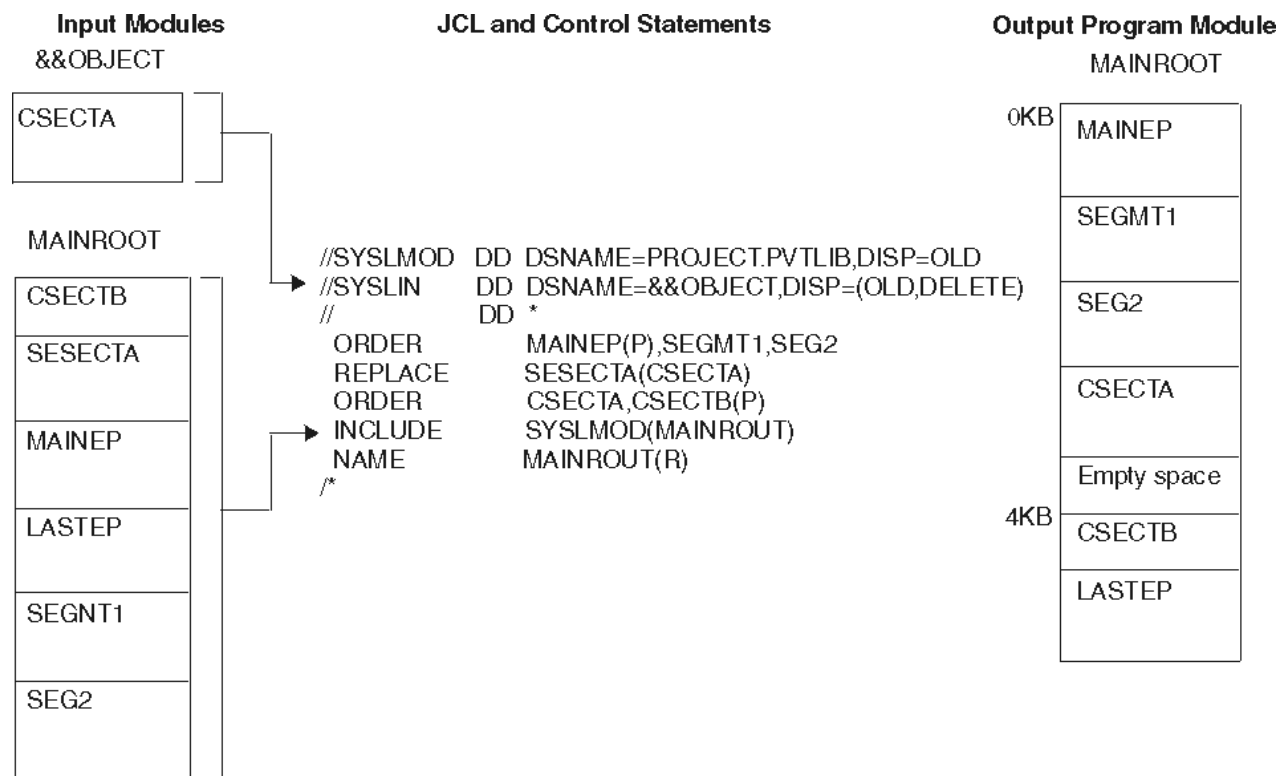 Input Modules
&&OBJECT
CSECTA
MAINROOT
CSECTB
SESECTA
MAINEP
LASTEP
SEGNT1
SEG2
JCL and Control Statements
//SYSLMOD DD DSNAME=PROJECT.PVTLIB,DISP=OLD
//SYSLIN DD DSNAME=&&OBJECT,DISP=(OLD,DELETE)
// DD *
ORDER MAINEP(P),SEGMT1,SEG2
REPLACE SESECTA(CSECTA)
ORDER CSECTA,CSECTB(P)
INCLUDE SYSLMOD(MAINROUT)
NAME MAINROUT(R)
/*
Output Program Module
MAINROOT
0KB
MAINEP
SEGMT1
SEG2
CSECTA
Empty space
4KB
CSECTB
LASTEP